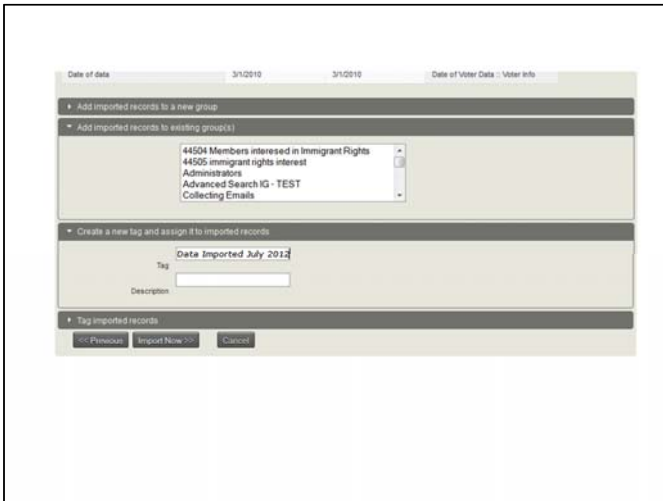 Date of data 3/1/2010 3/1/2010 Date of Voter Data :: Voter Info
Add imported records to a new group
Add imported records to existing group(s)
44504 Members interesed in Immigrant Rights
44505 immigrant rights interest
Administrators
Advanced Search IG - TEST
Collecting Emails
Create a new tag and assign it to imported records
Data Imported July 2012
Tag
Description
Tag imported records
<< Previous Import Now >> Cancel